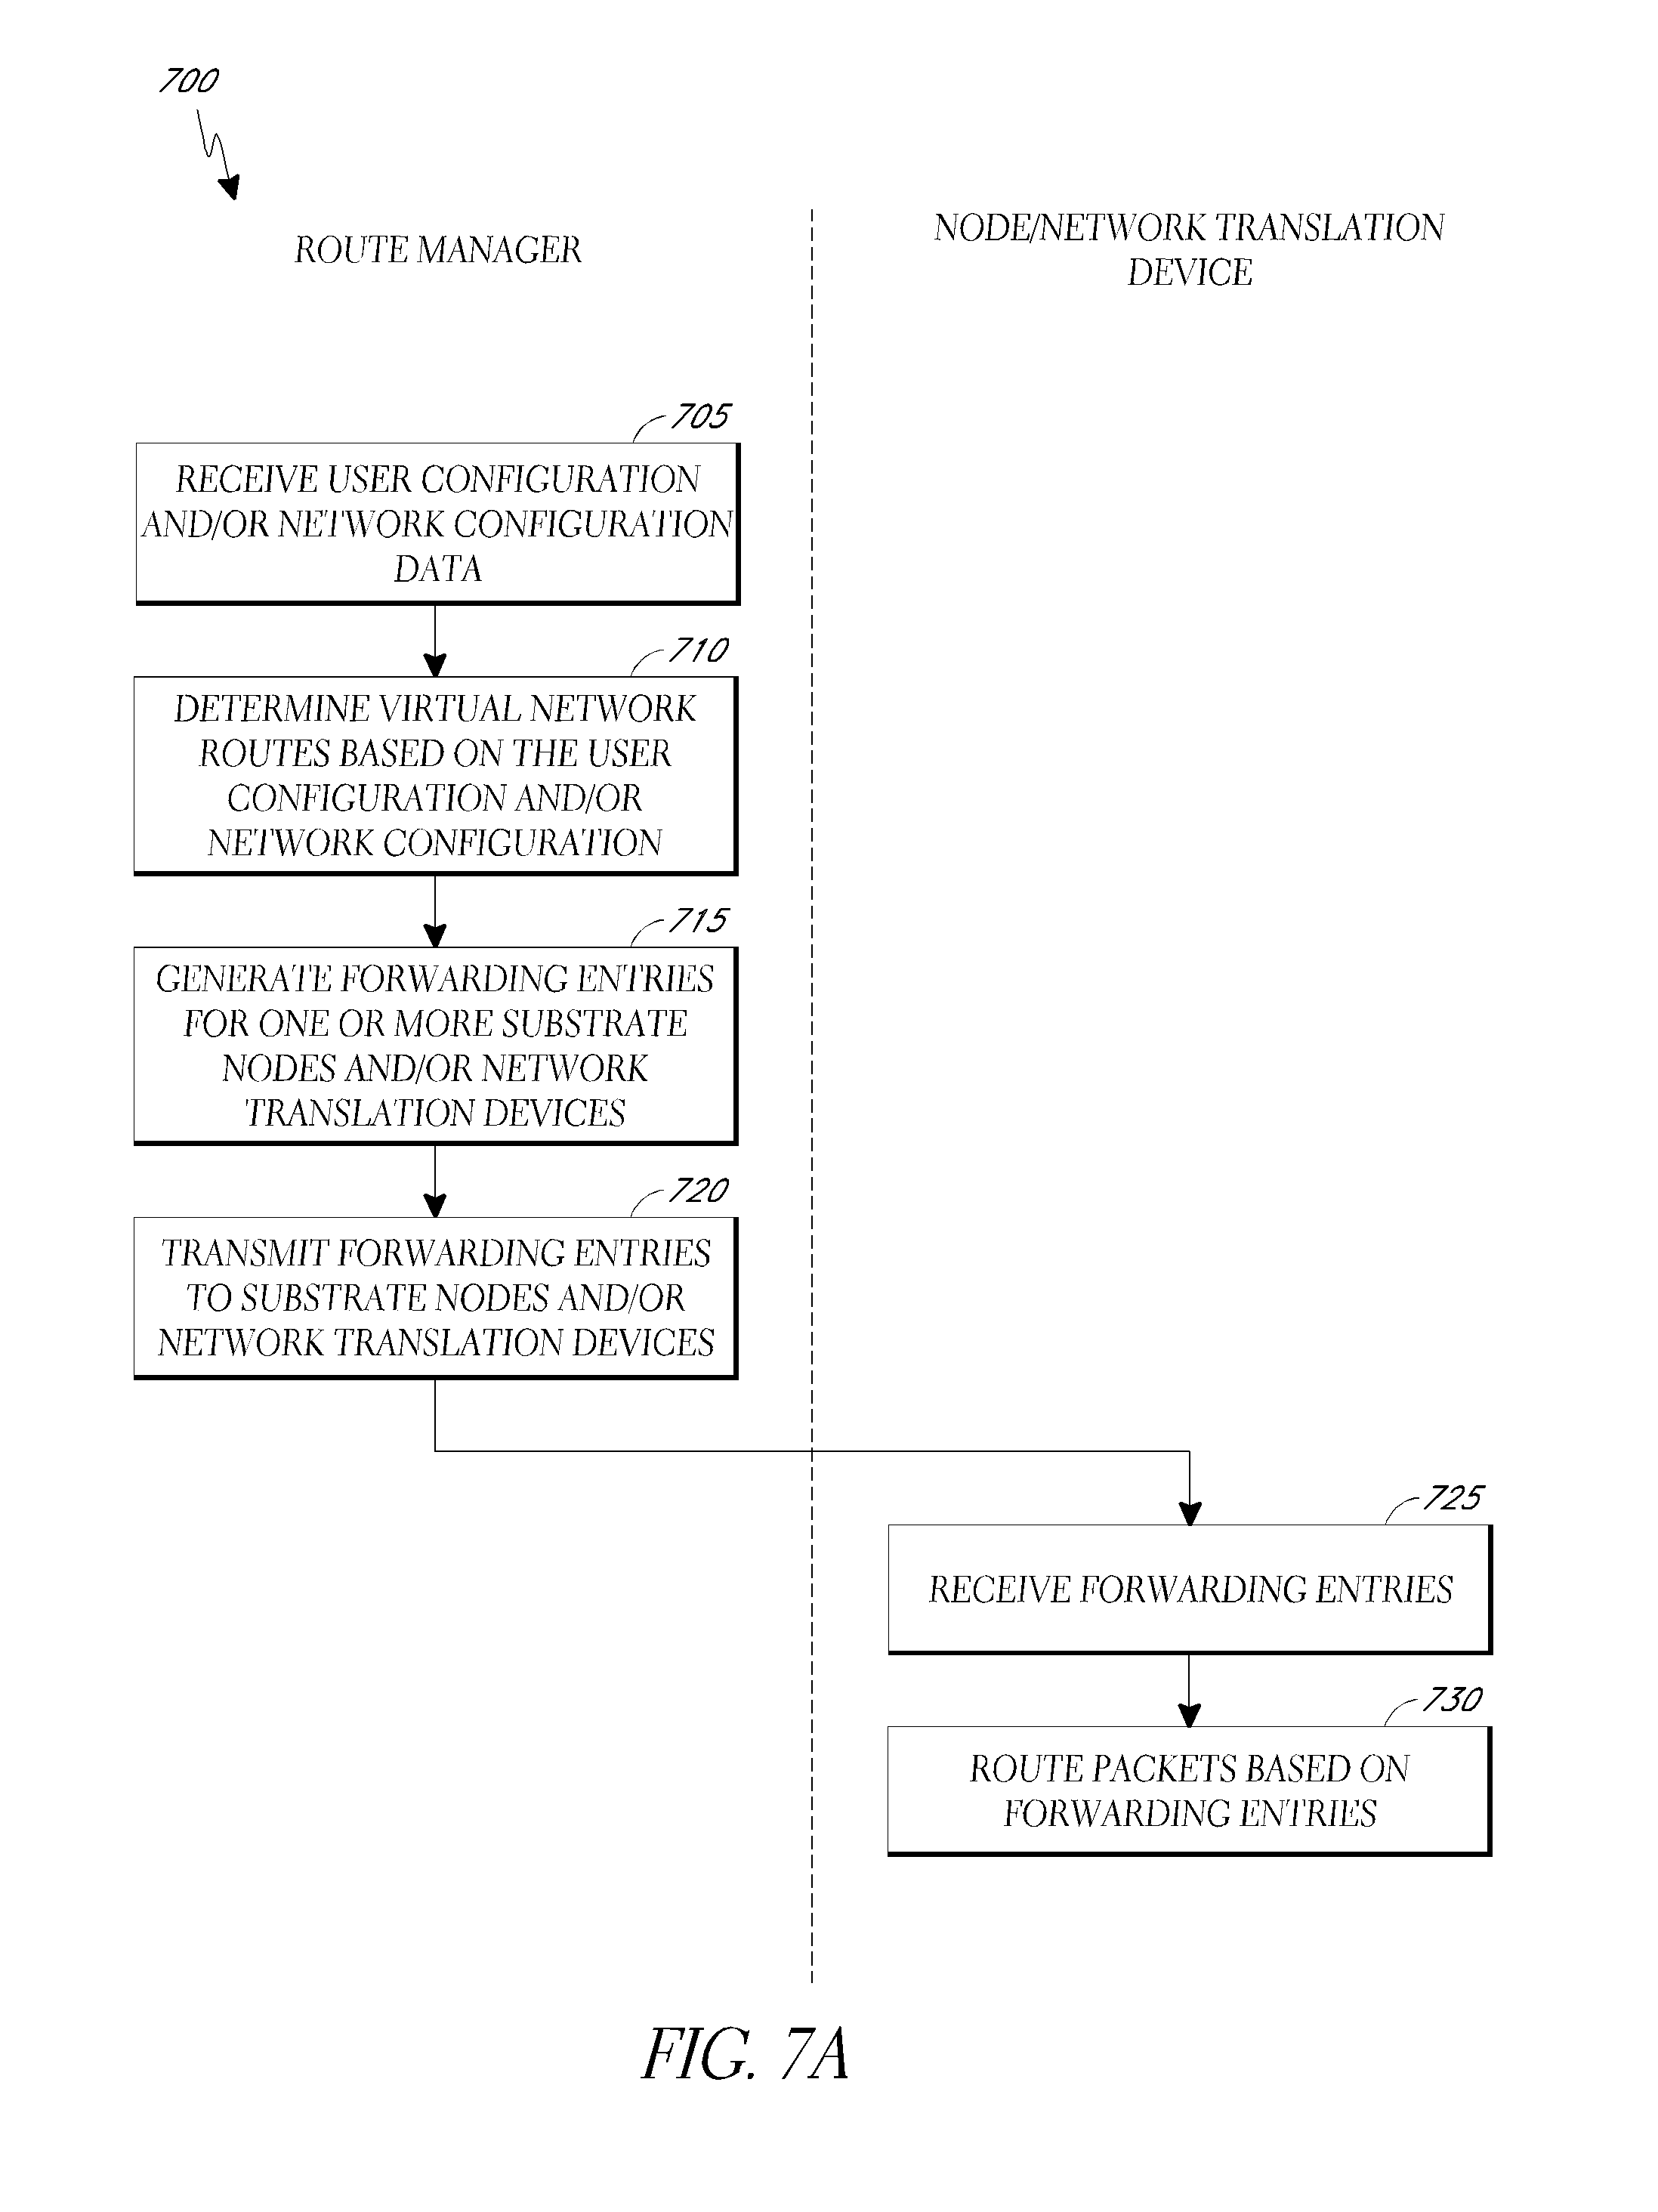 700
ROUTE MANAGER
NODE/NETWORK TRANSLATION
DEVICE
705
RECEIVE USER CONFIGURATION
AND/OR NETWORK CONFIGURATION
DATA
710
DETERMINE VIRTUAL NETWORK
ROUTES BASED ON THE USER
CONFIGURATION AND/OR
NETWORK CONFIGURATION
715
GENERATE FORWARDING ENTRIES
FOR ONE OR MORE SUBSTRATE
NODES AND/OR NETWORK
TRANSLATION DEVICES
720
TRANSMIT FORWARDING ENTRIES
TO SUBSTRATE NODES AND/OR
NETWORK TRANSLATION DEVICES
725
RECEIVE FORWARDING ENTRIES
730
ROUTE PACKETS BASED ON
FORWARDING ENTRIES
FIG. 7A